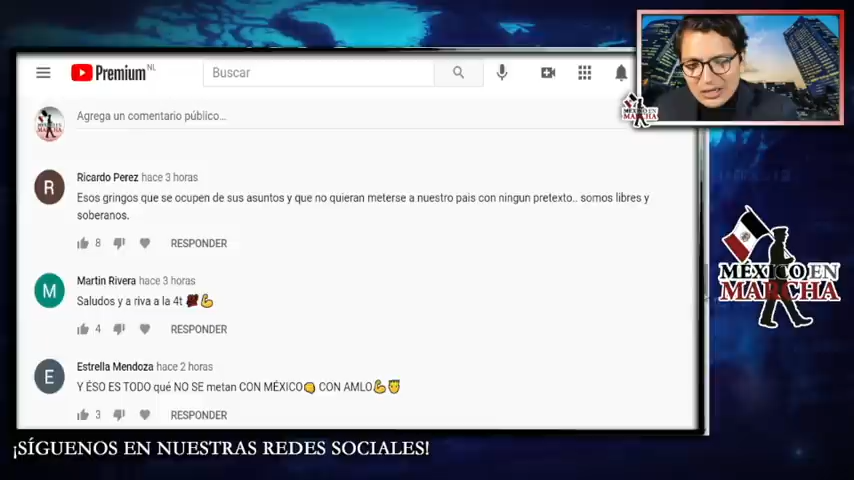 Premium NL
Buscar
Agrega un comentario público...
Ricardo Perez hace 3 horas
Esos gringos que se ocupen de sus asuntos y que no quieran meterse a nuestro pais con ningun pretexto.. somos libres y
soberanos.
8 RESPONDER
Martin Rivera hace 3 horas
Saludos y a riva a la 4t 💪
4 RESPONDER
Estrella Mendoza hace 2 horas
Y ÉSO ES TODO qué NO SE metan CON MÉXICO👊 CON AMLO💪
3 RESPONDER
R
M
E
MÉXICO EN
MARCHA
MÉXICO EN
MARCHA
¡SÍGUENOS EN NUESTRAS REDES SOCIALES!